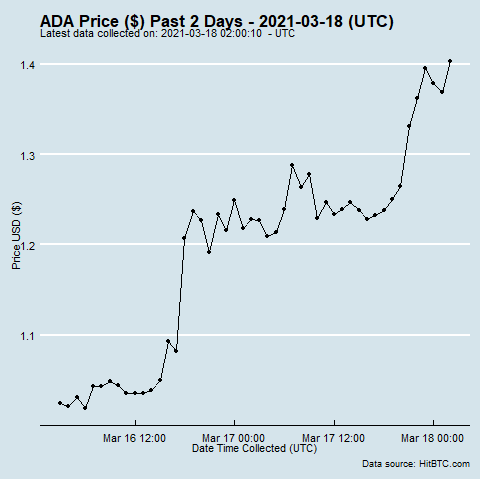 ADA Price ($) Past 2 Days - 2021-03-18 (UTC)
Latest data collected on: 2021-03-18 02:00:10 - UTC
1.4
1.3
1.2
1.1
Price USD ($)
Mar 16 12:00 Mar 17 00:00 Mar 17 12:00 Mar 18 00:00
Date Time Collected (UTC)
Data source: HitBTC.com